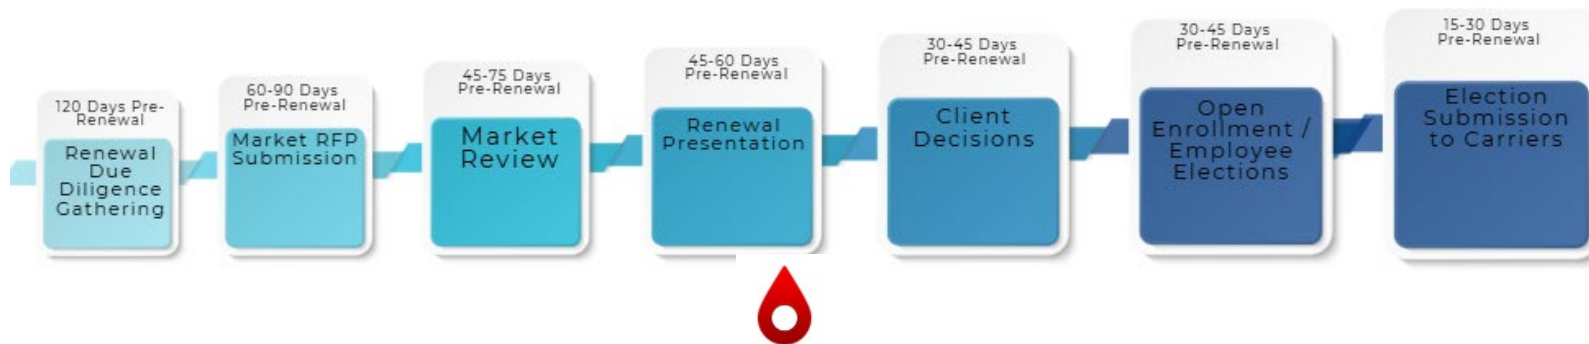 120 Days Pre-
Renewal
Renewal
Due
Diligence
Gathering
60-90 Days
Pre-Renewal
Market RFP
Submission
45-75 Days
Pre-Renewal
Market
Review
45-60 Days
Pre-Renewal
Renewal
Presentation
30-45 Days
Pre-Renewal
Client
Decisions
30-45 Days
Pre-Renewal
Open
Enrollment /
Employee
Elections
15-30 Days
Pre-Renewal
Election
Submission
to Carriers